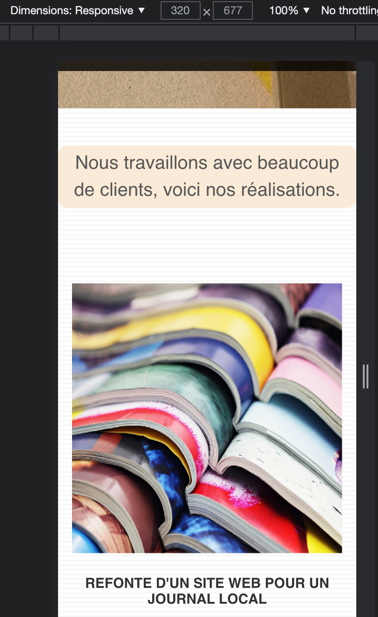 Dimensions: Responsive ▼ 320 × 677 100% ▼ No throttlin
Nous travaillons avec beaucoup
de clients, voici nos réalisations.
REFONTE D'UN SITE WEB POUR UN
JOURNAL LOCAL